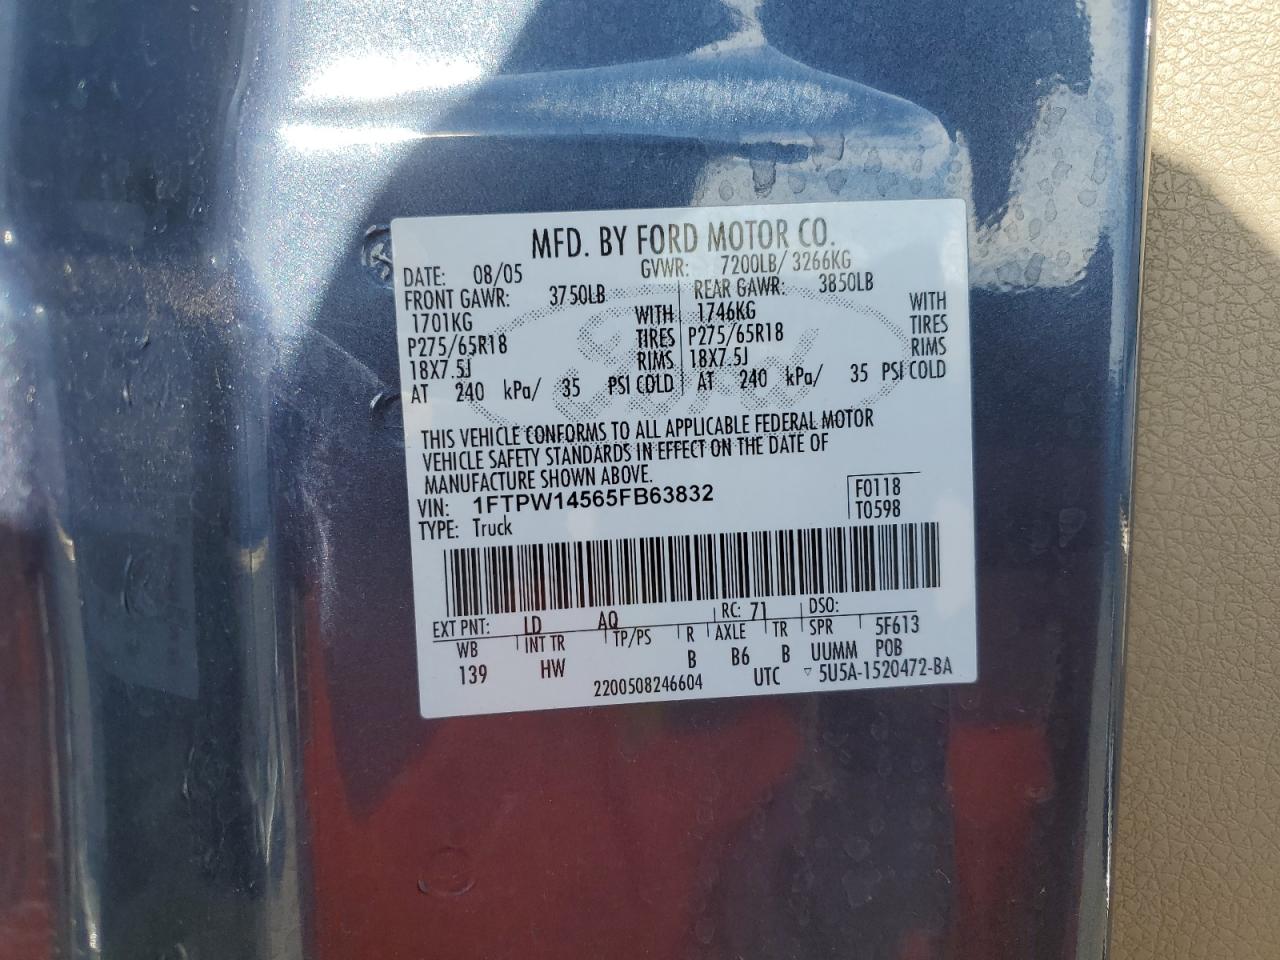 MFD. BY FORD MOTOR CO.
DATE: 08/05 GVWR: 7200LB/ 3266KG
FRONT GAWR: 3750LB REAR GAWR: 3850LB
1701KG WITH 1746KG WITH
P275/65R18 TIRES P275/65R18 TIRES
18X7.5J RIMS 18X7.5J RIMS
AT 240 kPa/ 35 PSI COLD AT 240 kPa/ 35 PSI COLD
Ford
THIS VEHICLE CONFORMS TO ALL APPLICABLE FEDERAL MOTOR
VEHICLE SAFETY STANDARDS IN EFFECT ON THE DATE OF
MANUFACTURE SHOWN ABOVE.
VIN: 1FTPW14565FB63832 F0118
TYPE: Truck T0598
EXT PNT: LD AQ RC: 71 DSO:
WB INT TR TP/PS R AXLE TR SPR 5F613
139 HW B B6 B UUMM POB
2200508246604 UTC ▽ 5U5A-1520472-BA